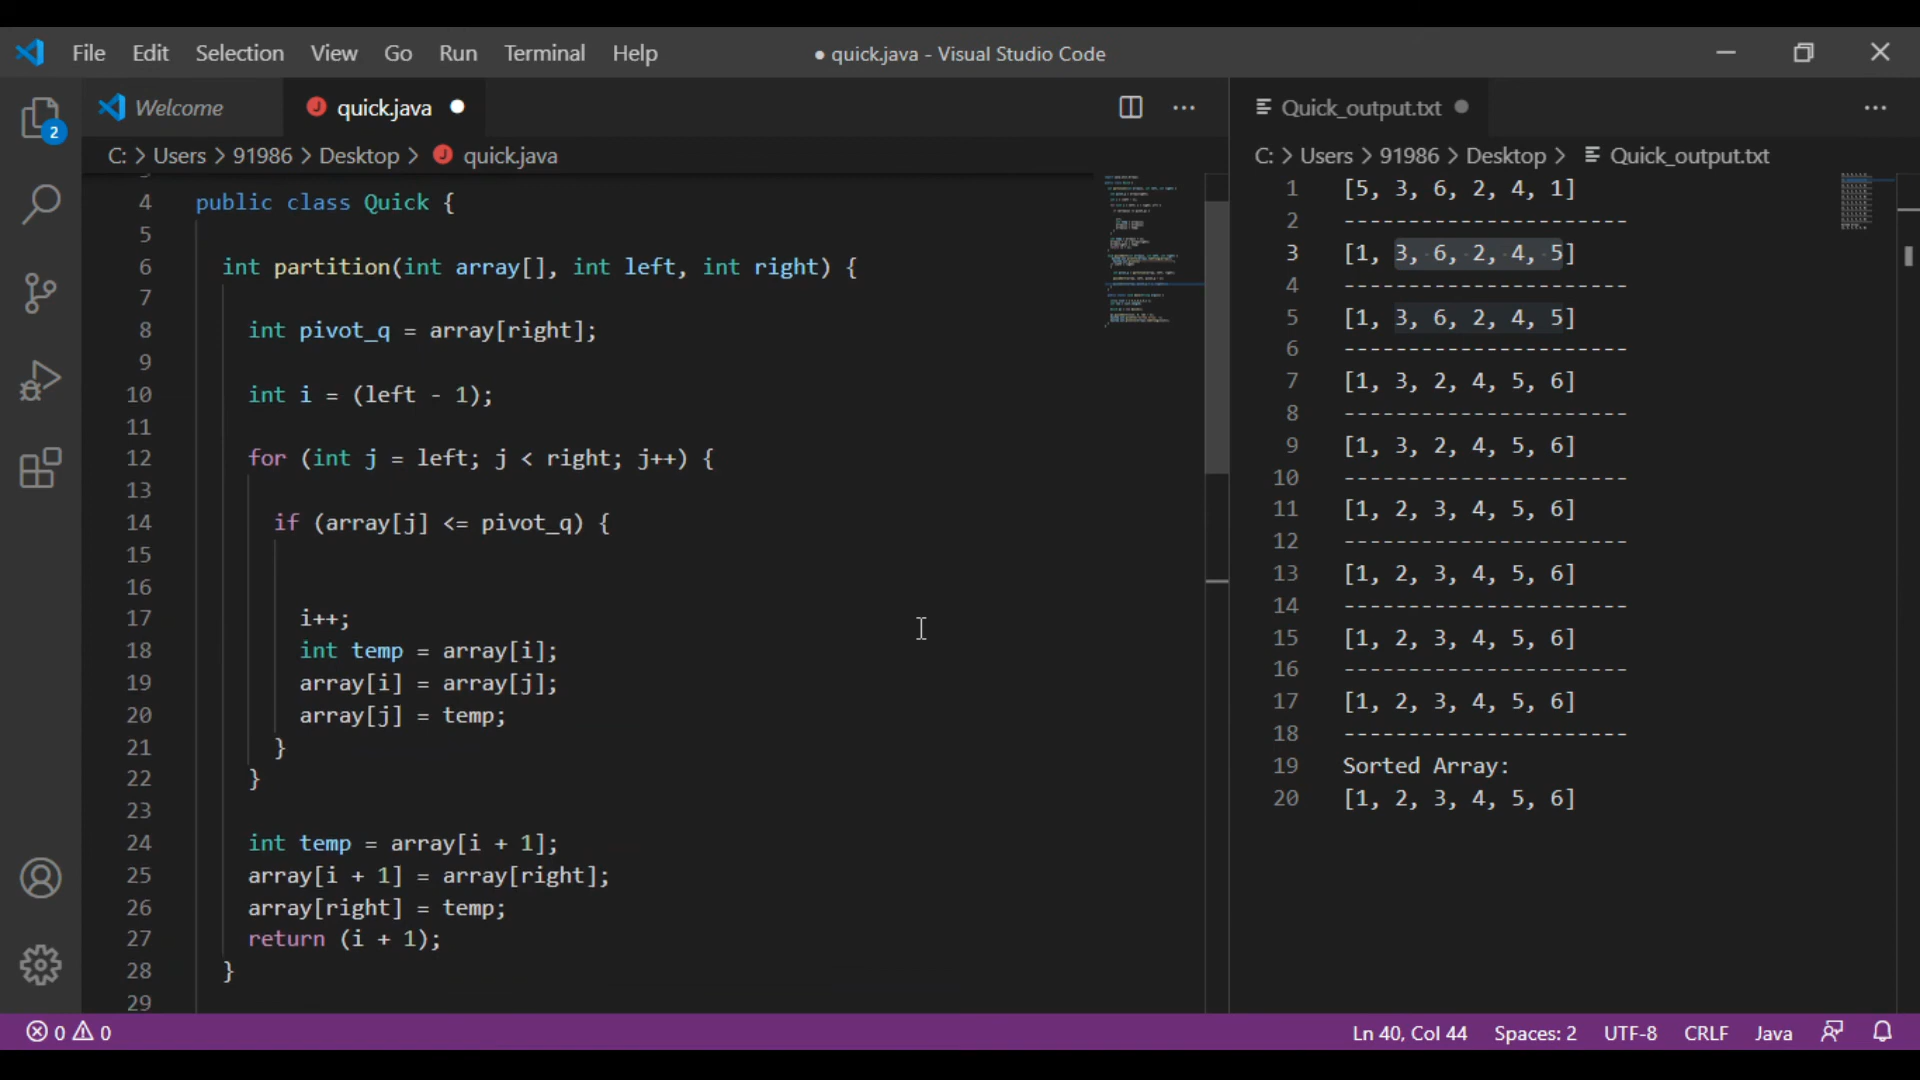 File Edit Selection View Go Run Terminal Help
● quick.java - Visual Studio Code
Welcome
quick.java
Quick_output.txt
2
C: > Users > 91986 > Desktop > quick.java
C: > Users > 91986 > Desktop > Quick_output.txt
4 public class Quick {
5
6 int partition(int array[], int left, int right) {
7
8 int pivot_q = array[right];
9
10 int i = (left - 1);
11
12 for (int j = left; j < right; j++) {
13
14 if (array[j] <= pivot_q) {
15
16
17 i++;
18 int temp = array[i];
19 array[i] = array[j];
20 array[j] = temp;
21 }
22 }
23
24 int temp = array[i + 1];
25 array[i + 1] = array[right];
26 array[right] = temp;
27 return (i + 1);
28 }
29
1 [5, 3, 6, 2, 4, 1]
2 ----------------------
3 [1, 3, 6, 2, 4, 5]
4 ----------------------
5 [1, 3, 6, 2, 4, 5]
6 ----------------------
7 [1, 3, 2, 4, 5, 6]
8 ----------------------
9 [1, 3, 2, 4, 5, 6]
10 ----------------------
11 [1, 2, 3, 4, 5, 6]
12 ----------------------
13 [1, 2, 3, 4, 5, 6]
14 ----------------------
15 [1, 2, 3, 4, 5, 6]
16 ----------------------
17 [1, 2, 3, 4, 5, 6]
18 ----------------------
19 Sorted Array:
20 [1, 2, 3, 4, 5, 6]
0 0
Ln 40, Col 44 Spaces: 2 UTF-8 CRLF Java